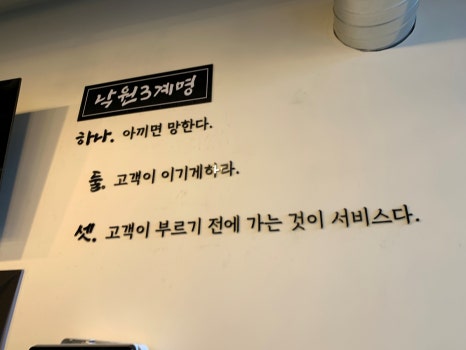 낙원3계명
하나. 아끼면 망한다.
둘. 고객이 이기게하라.
셋. 고객이 부르기 전에 가는 것이 서비스다.